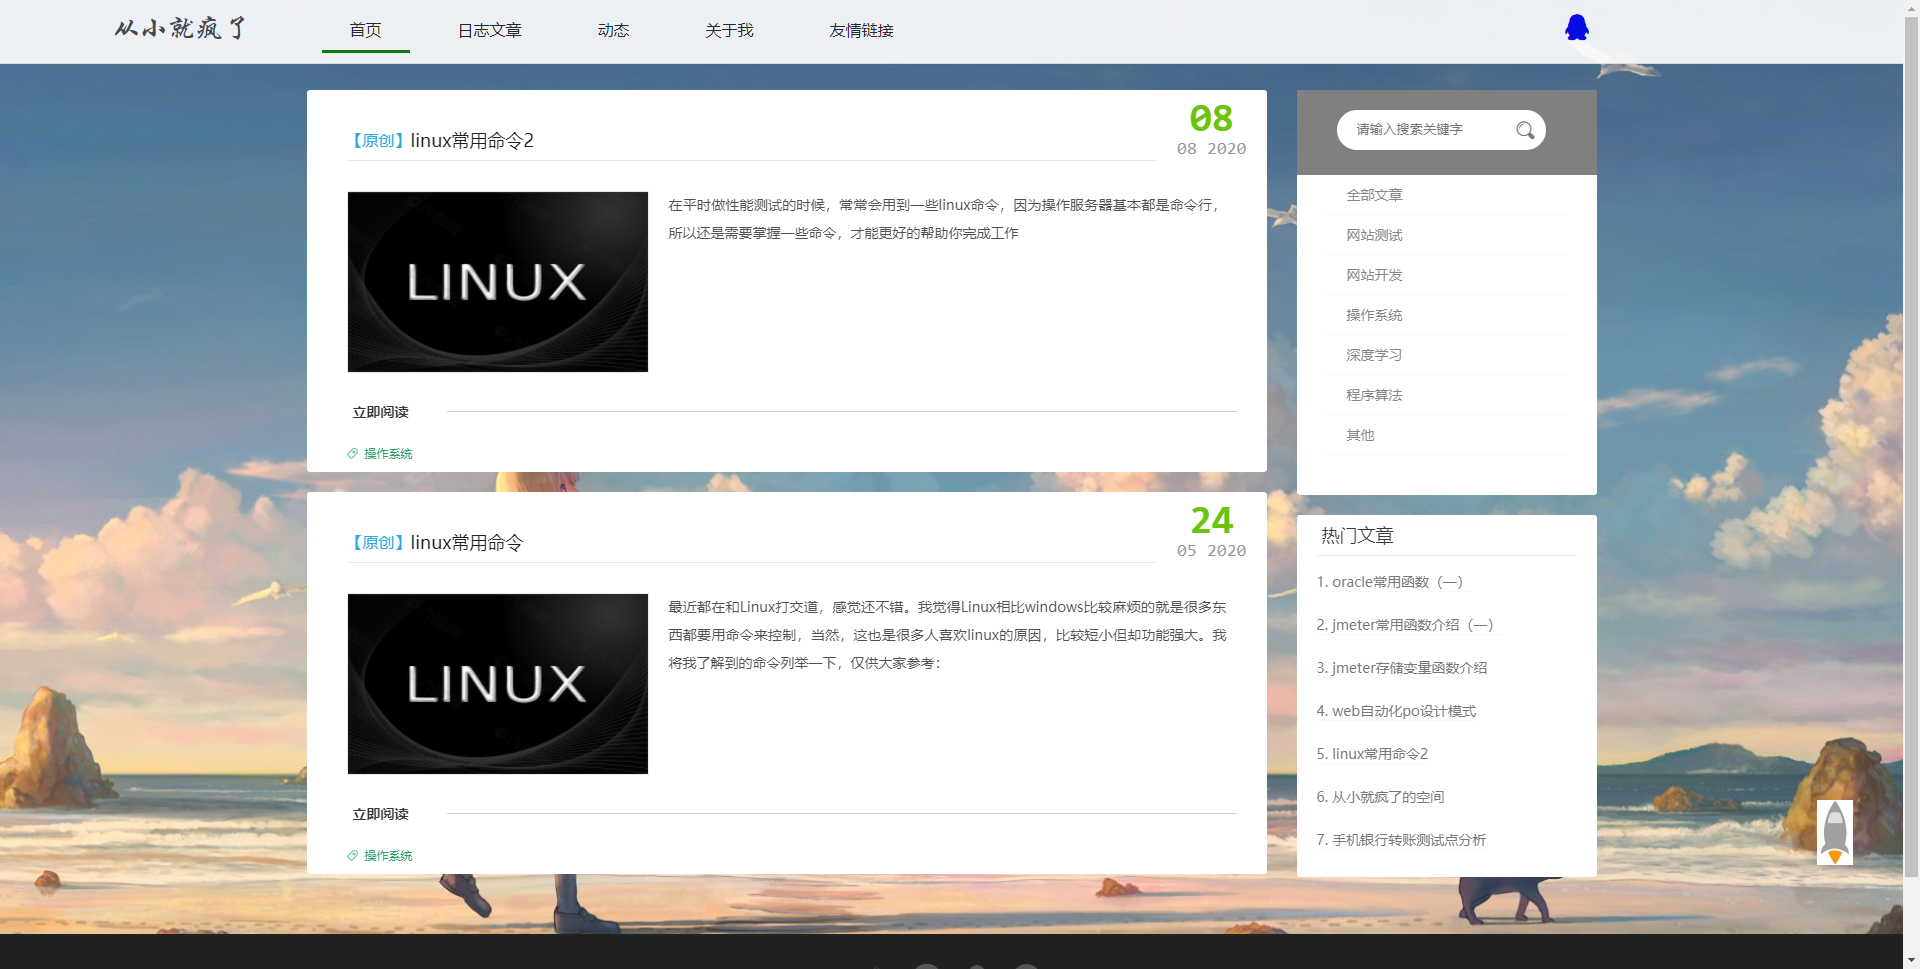 从小就疯了
首页 日志文章 动态 关于我 友情链接
【原创】linux常用命令2
08
08 2020
LINUX
在平时做性能测试的时候，常常会用到一些linux命令，因为操作服务器基本都是命令行，
所以还是需要掌握一些命令，才能更好的帮助你完成工作
立即阅读
操作系统
【原创】linux常用命令
24
05 2020
LINUX
最近都在和Linux打交道，感觉还不错。我觉得Linux相比windows比较麻烦的就是很多东
西都要用命令来控制，当然，这也是很多人喜欢linux的原因，比较短小但却功能强大。我
将我了解到的命令列举一下，仅供大家参考：
立即阅读
操作系统
请输入搜索关键字
全部文章
网站测试
网站开发
操作系统
深度学习
程序算法
其他
热门文章
1. oracle常用函数（一）
2. jmeter常用函数介绍（一）
3. jmeter存储变量函数介绍
4. web自动化po设计模式
5. linux常用命令2
6. 从小就疯了的空间
7. 手机银行转账测试点分析